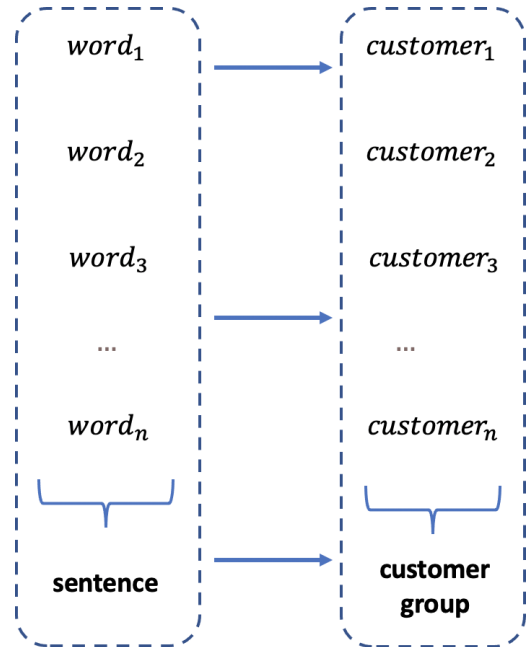 word₁
word₂
word₃
...
wordₙ
sentence
customer₁
customer₂
customer₃
...
customerₙ
customer
group